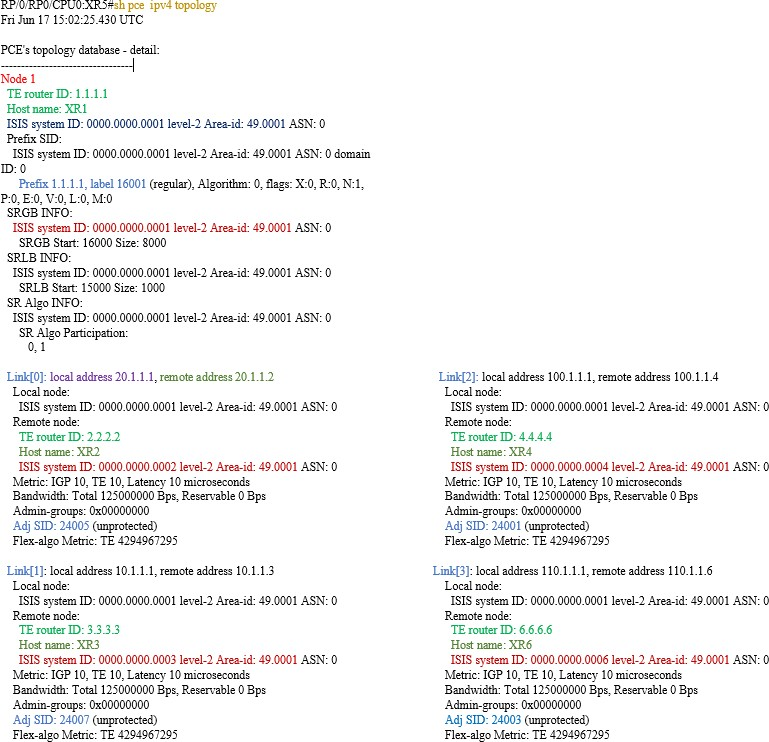 RP/0/RP0/CPU0:XR5#sh pce  ipv4 topology
Fri Jun 17 15:02:25.430 UTC
PCE's topology database - detail:
---------------------------------|
Node 1
TE router ID: 1.1.1.1
Host name: XR1
ISIS system ID: 0000.0000.0001 level-2 Area-id: 49.0001 ASN: 0
Prefix SID:
ISIS system ID: 0000.0000.0001 level-2 Area-id: 49.0001 ASN: 0 domain
ID: 0
Prefix 1.1.1.1, label 16001 (regular), Algorithm: 0, flags: X:0, R:0, N:1,
P:0, E:0, V:0, L:0, M:0
SRGB INFO:
ISIS system ID: 0000.0000.0001 level-2 Area-id: 49.0001 ASN: 0
SRGB Start: 16000 Size: 8000
SRLB INFO:
ISIS system ID: 0000.0000.0001 level-2 Area-id: 49.0001 ASN: 0
SRLB Start: 15000 Size: 1000
SR Algo INFO:
ISIS system ID: 0000.0000.0001 level-2 Area-id: 49.0001 ASN: 0
SR Algo Participation:
0, 1
Link[0]: local address 20.1.1.1, remote address 20.1.1.2
Local node:
ISIS system ID: 0000.0000.0001 level-2 Area-id: 49.0001 ASN: 0
Remote node:
TE router ID: 2.2.2.2
Host name: XR2
ISIS system ID: 0000.0000.0002 level-2 Area-id: 49.0001 ASN: 0
Metric: IGP 10, TE 10, Latency 10 microseconds
Bandwidth: Total 125000000 Bps, Reservable 0 Bps
Admin-groups: 0x00000000
Adj SID: 24005 (unprotected)
Flex-algo Metric: TE 4294967295
Link[1]: local address 10.1.1.1, remote address 10.1.1.3
Local node:
ISIS system ID: 0000.0000.0001 level-2 Area-id: 49.0001 ASN: 0
Remote node:
TE router ID: 3.3.3.3
Host name: XR3
ISIS system ID: 0000.0000.0003 level-2 Area-id: 49.0001 ASN: 0
Metric: IGP 10, TE 10, Latency 10 microseconds
Bandwidth: Total 125000000 Bps, Reservable 0 Bps
Admin-groups: 0x00000000
Adj SID: 24007 (unprotected)
Flex-algo Metric: TE 4294967295
Link[2]: local address 100.1.1.1, remote address 100.1.1.4
Local node:
ISIS system ID: 0000.0000.0001 level-2 Area-id: 49.0001 ASN: 0
Remote node:
TE router ID: 4.4.4.4
Host name: XR4
ISIS system ID: 0000.0000.0004 level-2 Area-id: 49.0001 ASN: 0
Metric: IGP 10, TE 10, Latency 10 microseconds
Bandwidth: Total 125000000 Bps, Reservable 0 Bps
Admin-groups: 0x00000000
Adj SID: 24001 (unprotected)
Flex-algo Metric: TE 4294967295
Link[3]: local address 110.1.1.1, remote address 110.1.1.6
Local node:
ISIS system ID: 0000.0000.0001 level-2 Area-id: 49.0001 ASN: 0
Remote node:
TE router ID: 6.6.6.6
Host name: XR6
ISIS system ID: 0000.0000.0006 level-2 Area-id: 49.0001 ASN: 0
Metric: IGP 10, TE 10, Latency 10 microseconds
Bandwidth: Total 125000000 Bps, Reservable 0 Bps
Admin-groups: 0x00000000
Adj SID: 24003 (unprotected)
Flex-algo Metric: TE 4294967295